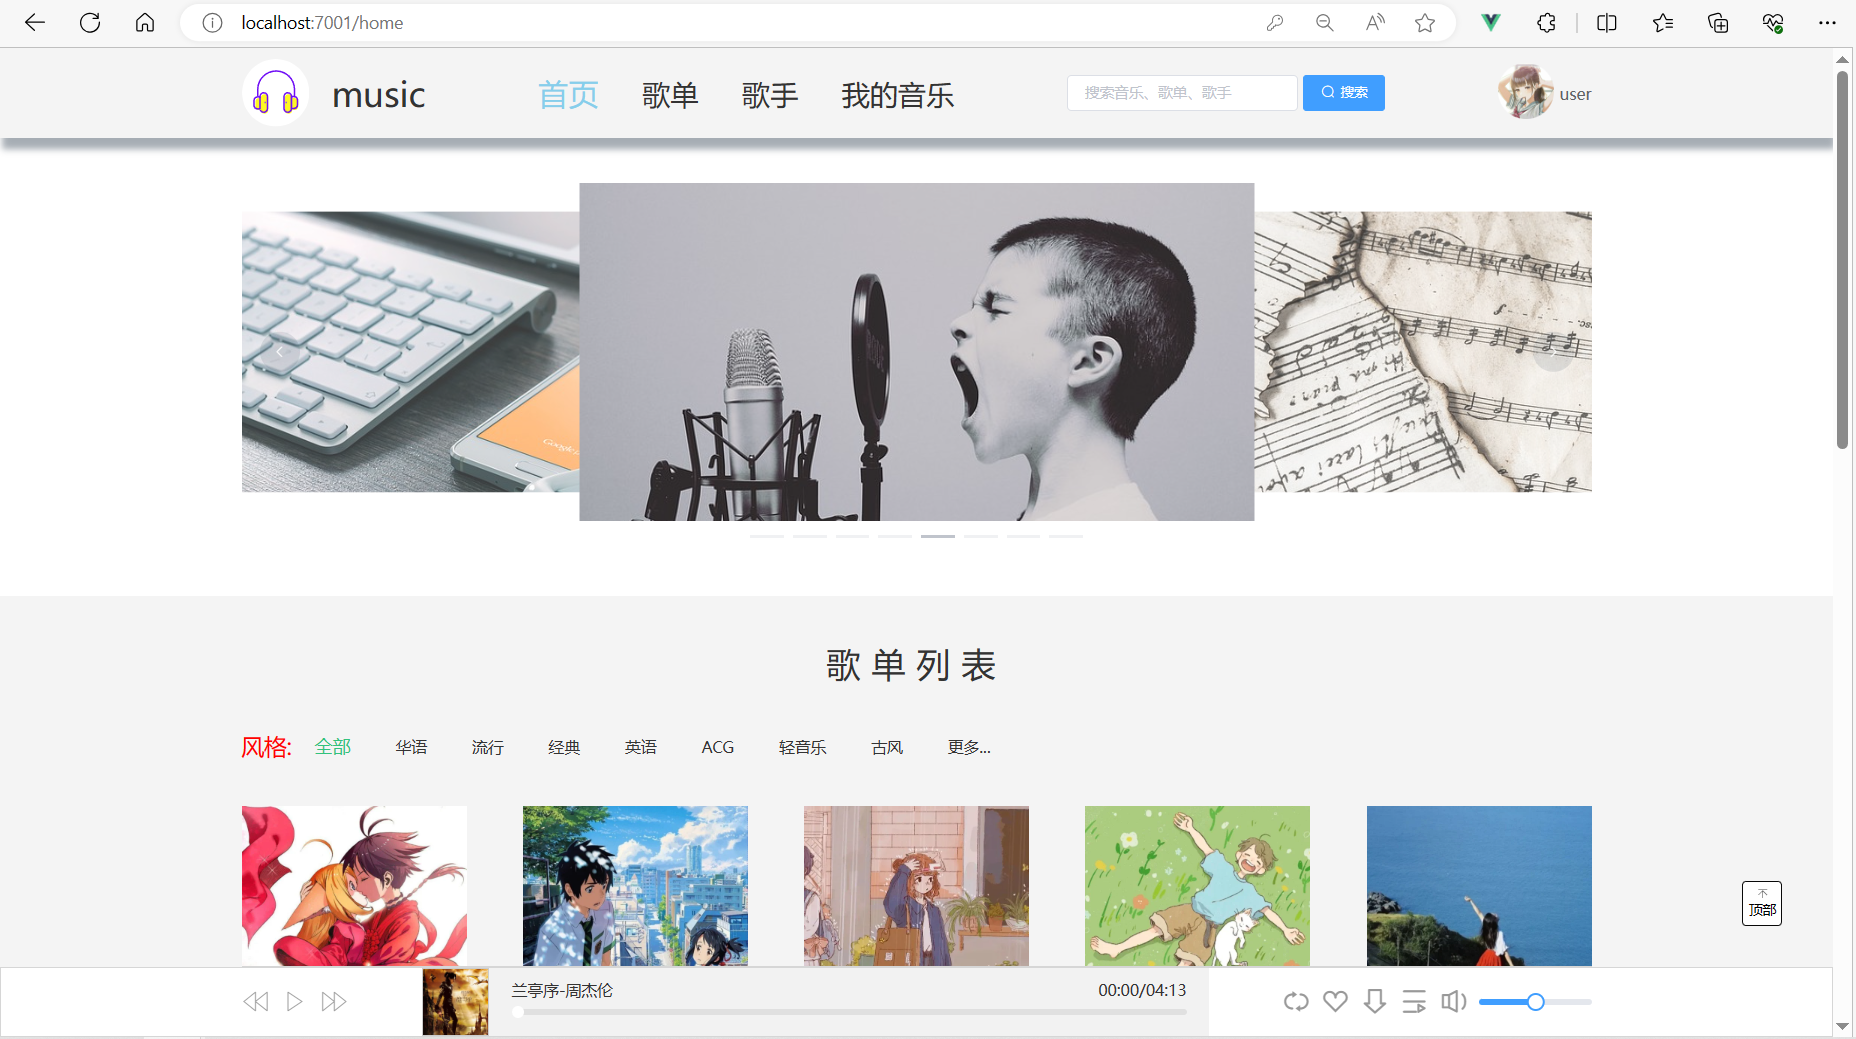 localhost:7001/home
music
首页 歌单 歌手 我的音乐
搜索音乐、歌单、歌手
搜索
user
歌单列表
风格: 全部 华语 流行 经典 英语 ACG 轻音乐 古风 更多...
顶部
兰亭序-周杰伦
00:00/04:13